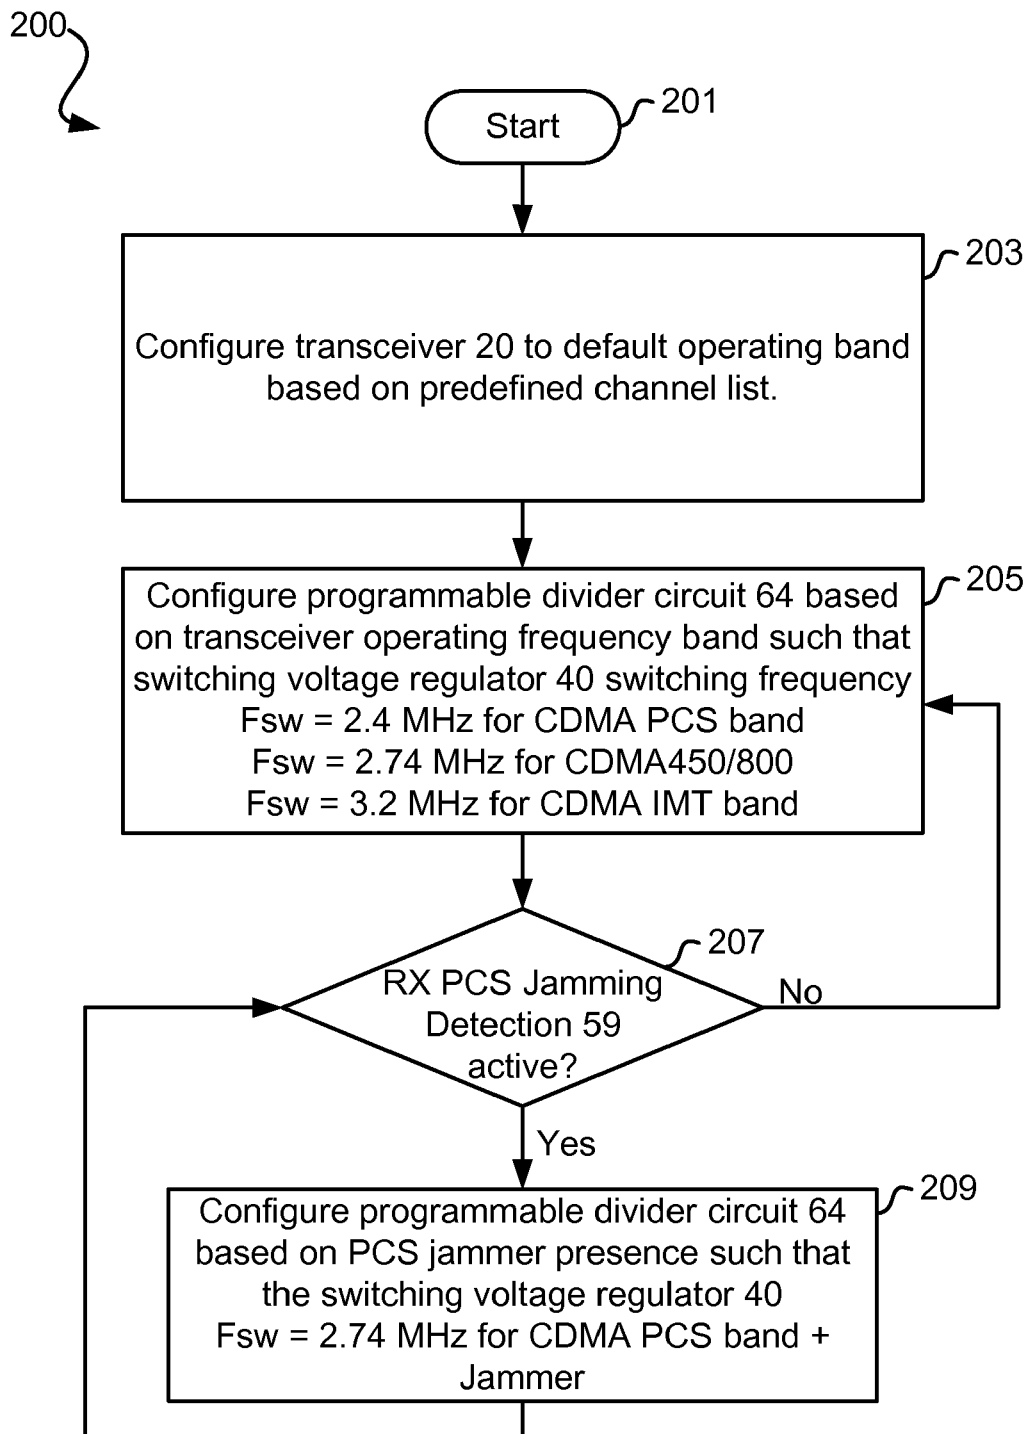 200
Start
201
203
Configure transceiver 20 to default operating band
based on predefined channel list.
205
Configure programmable divider circuit 64 based
on transceiver operating frequency band such that
switching voltage regulator 40 switching frequency
Fsw = 2.4 MHz for CDMA PCS band
Fsw = 2.74 MHz for CDMA450/800
Fsw = 3.2 MHz for CDMA IMT band
207
RX PCS Jamming
Detection 59
active?
No
Yes
209
Configure programmable divider circuit 64
based on PCS jammer presence such that
the switching voltage regulator 40
Fsw = 2.74 MHz for CDMA PCS band +
Jammer